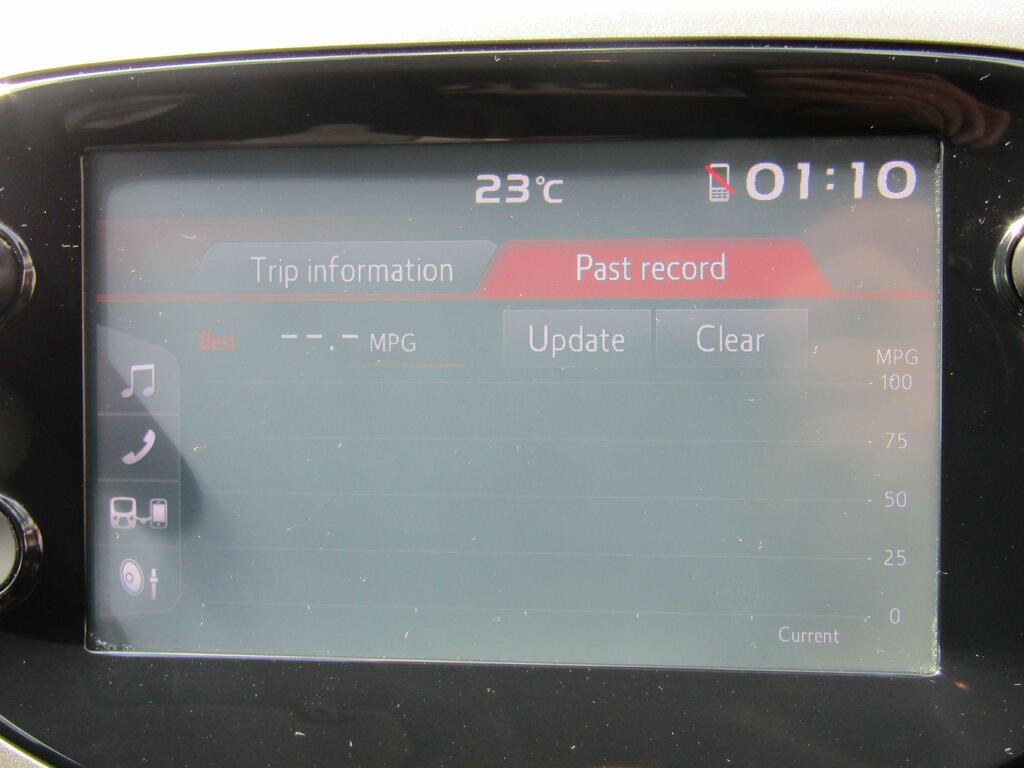 23°C 01:10
Trip information Past record
Best --.- MPG Update Clear
MPG
100
75
50
25
0
Current